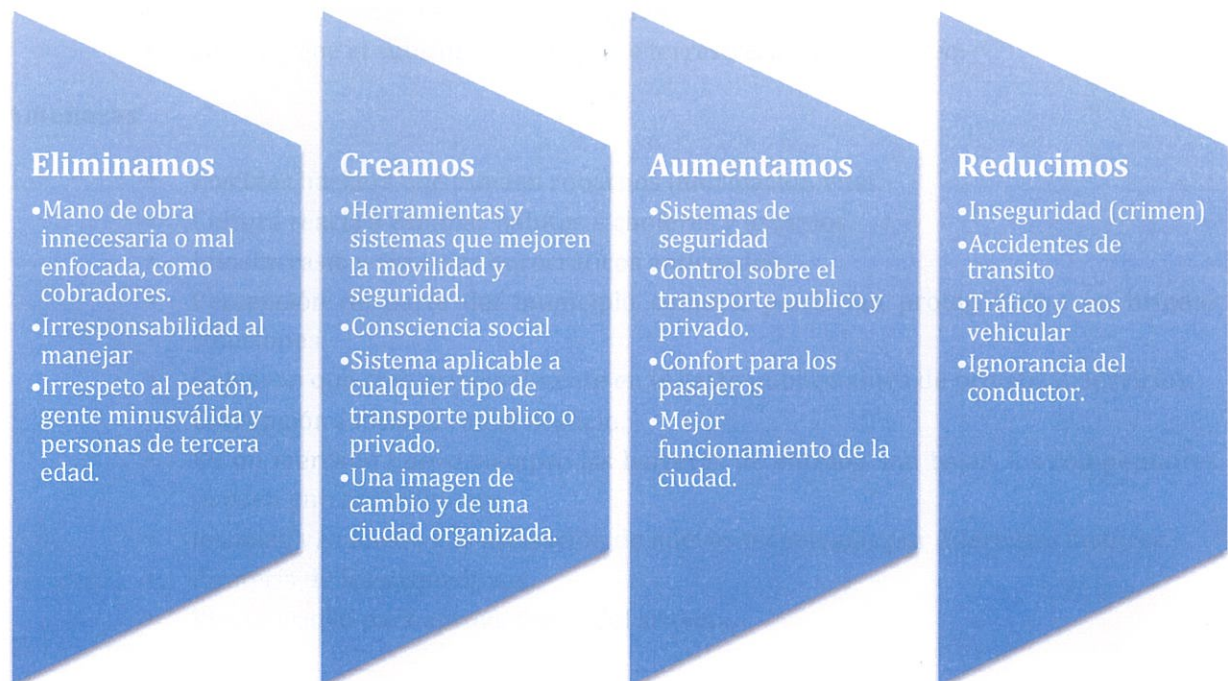 Eliminamos
•Mano de obra
innecesaria o mal
enfocada, como
cobradores.
•Irresponsabilidad al
manejar
•Irrespeto al peatón,
gente minusválida y
personas de tercera
edad.
Creamos
•Herramientas y
sistemas que mejoren
la movilidad y
seguridad.
•Consciencia social
•Sistema aplicable a
cualquier tipo de
transporte publico o
privado.
•Una imagen de
cambio y de una
ciudad organizada.
Aumentamos
•Sistemas de
seguridad
•Control sobre el
transporte publico y
privado.
•Confort para los
pasajeros
•Mejor
funcionamiento de la
ciudad.
Reducimos
•Inseguridad (crimen)
•Accidentes de
transito
•Tráfico y caos
vehicular
•Ignorancia del
conductor.